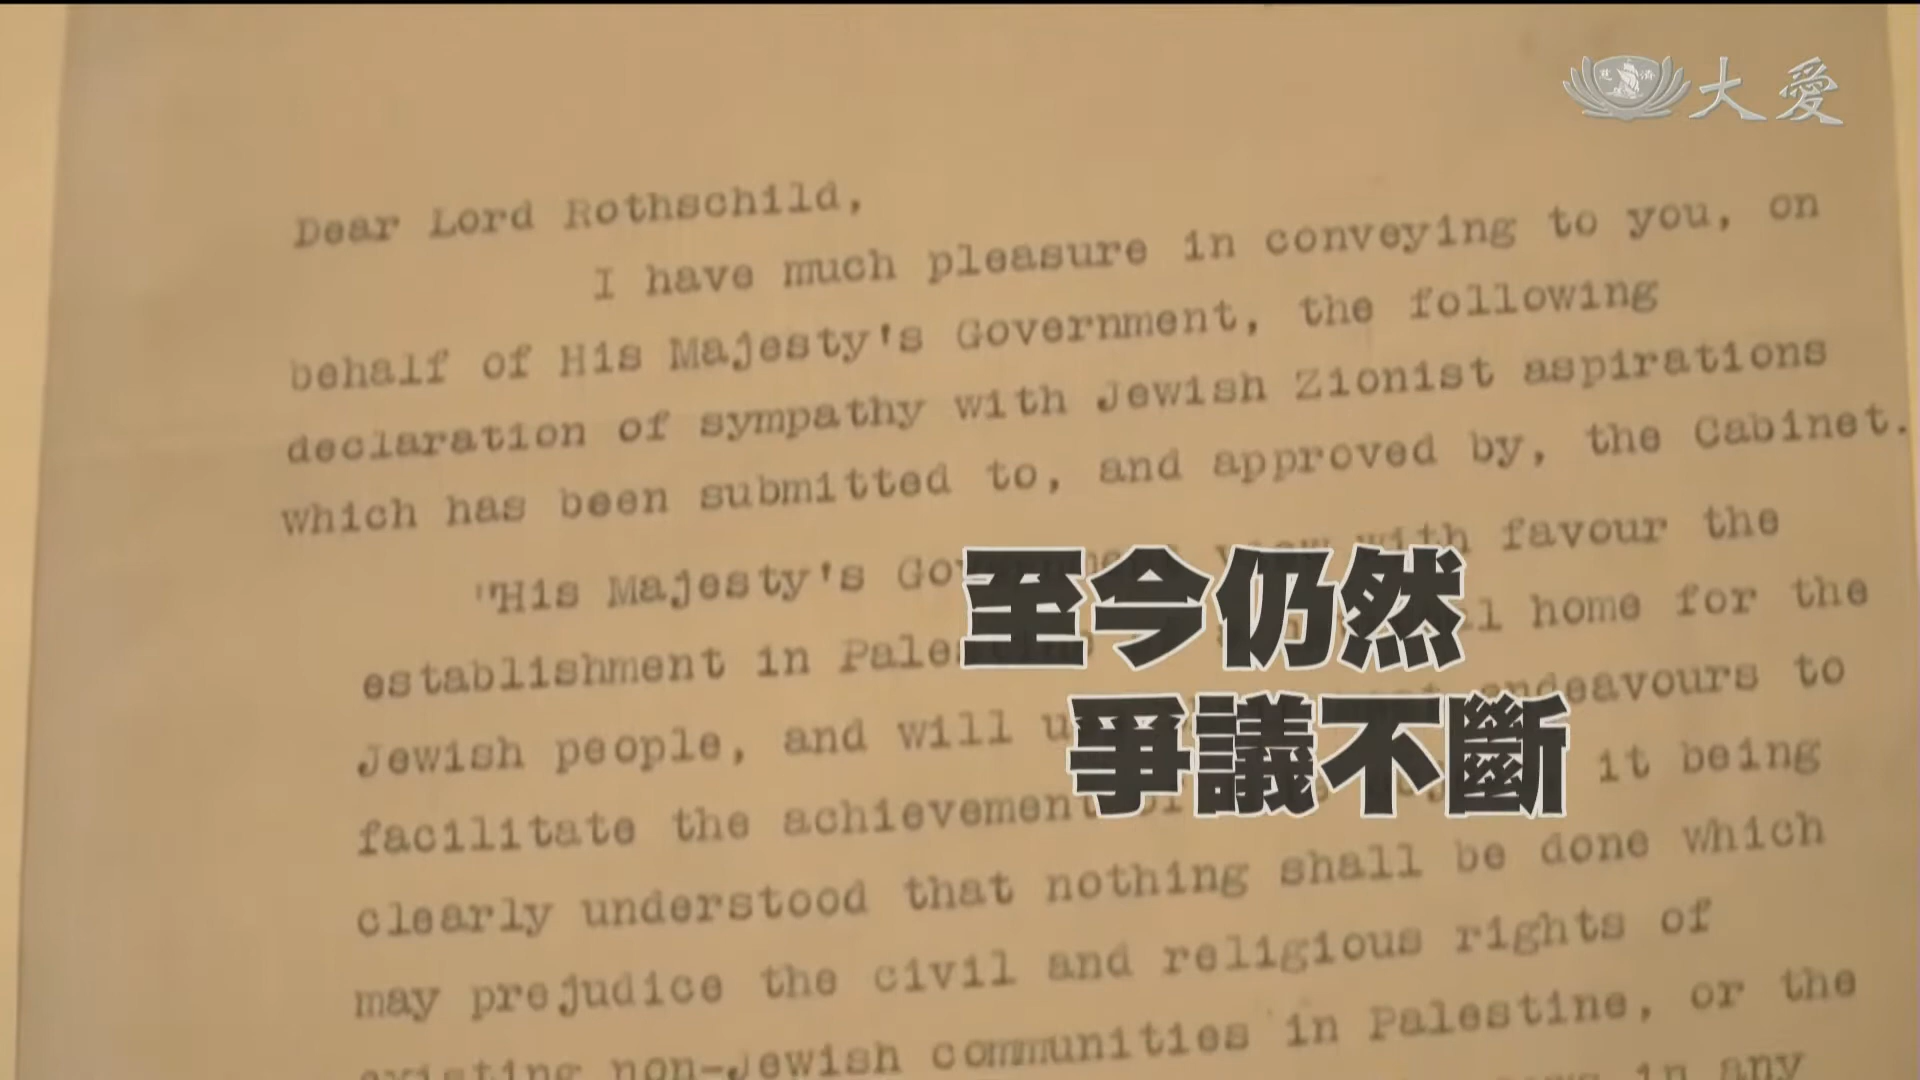 大愛
Dear Lord Rothschild,
I have much pleasure in conveying to you, on
behalf of His Majesty's Government, the following
declaration of sympathy with Jewish Zionist aspirations
which has been submitted to, and approved by, the Cabinet.
"His Majesty's with favour the
establishment in home for the
Jewish people, and will endeavours to
facilitate the achievement it being
clearly understood that nothing shall be done which
may prejudice the civil and religious rights of
existing non-Jewish communities in Palestine, or the
in any
至今仍然
爭議不斷